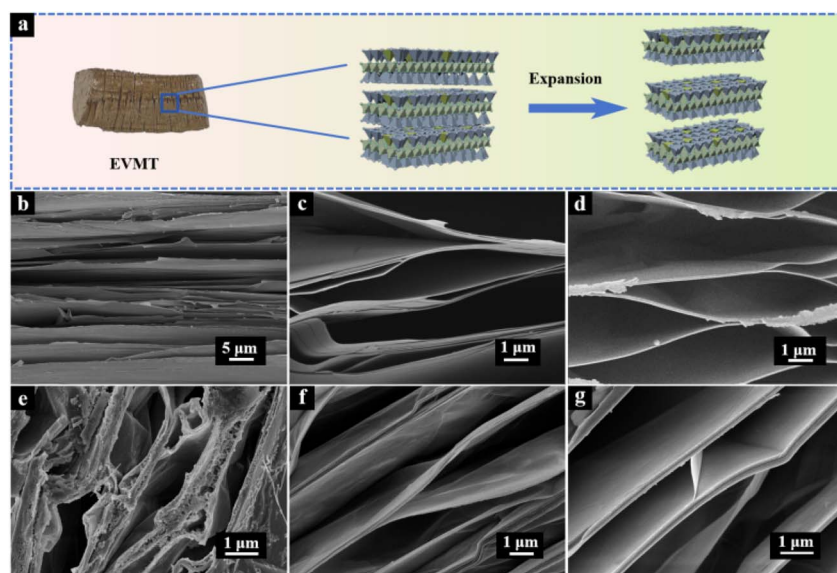 a
Expansion
EVMT
b
5 μm
c
1 μm
d
1 μm
e
1 μm
f
1 μm
g
1 μm